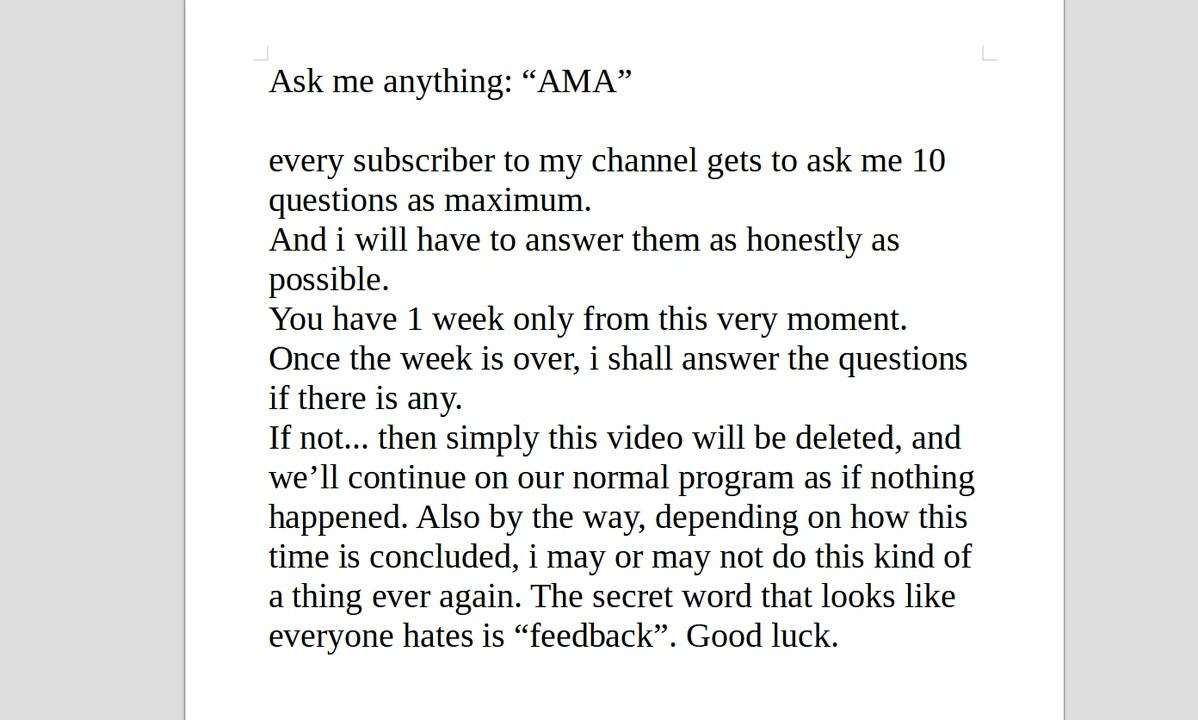 Ask me anything: “AMA”
every subscriber to my channel gets to ask me 10
questions as maximum.
And i will have to answer them as honestly as
possible.
You have 1 week only from this very moment.
Once the week is over, i shall answer the questions
if there is any.
If not... then simply this video will be deleted, and
we’ll continue on our normal program as if nothing
happened. Also by the way, depending on how this
time is concluded, i may or may not do this kind of
a thing ever again. The secret word that looks like
everyone hates is “feedback”. Good luck.